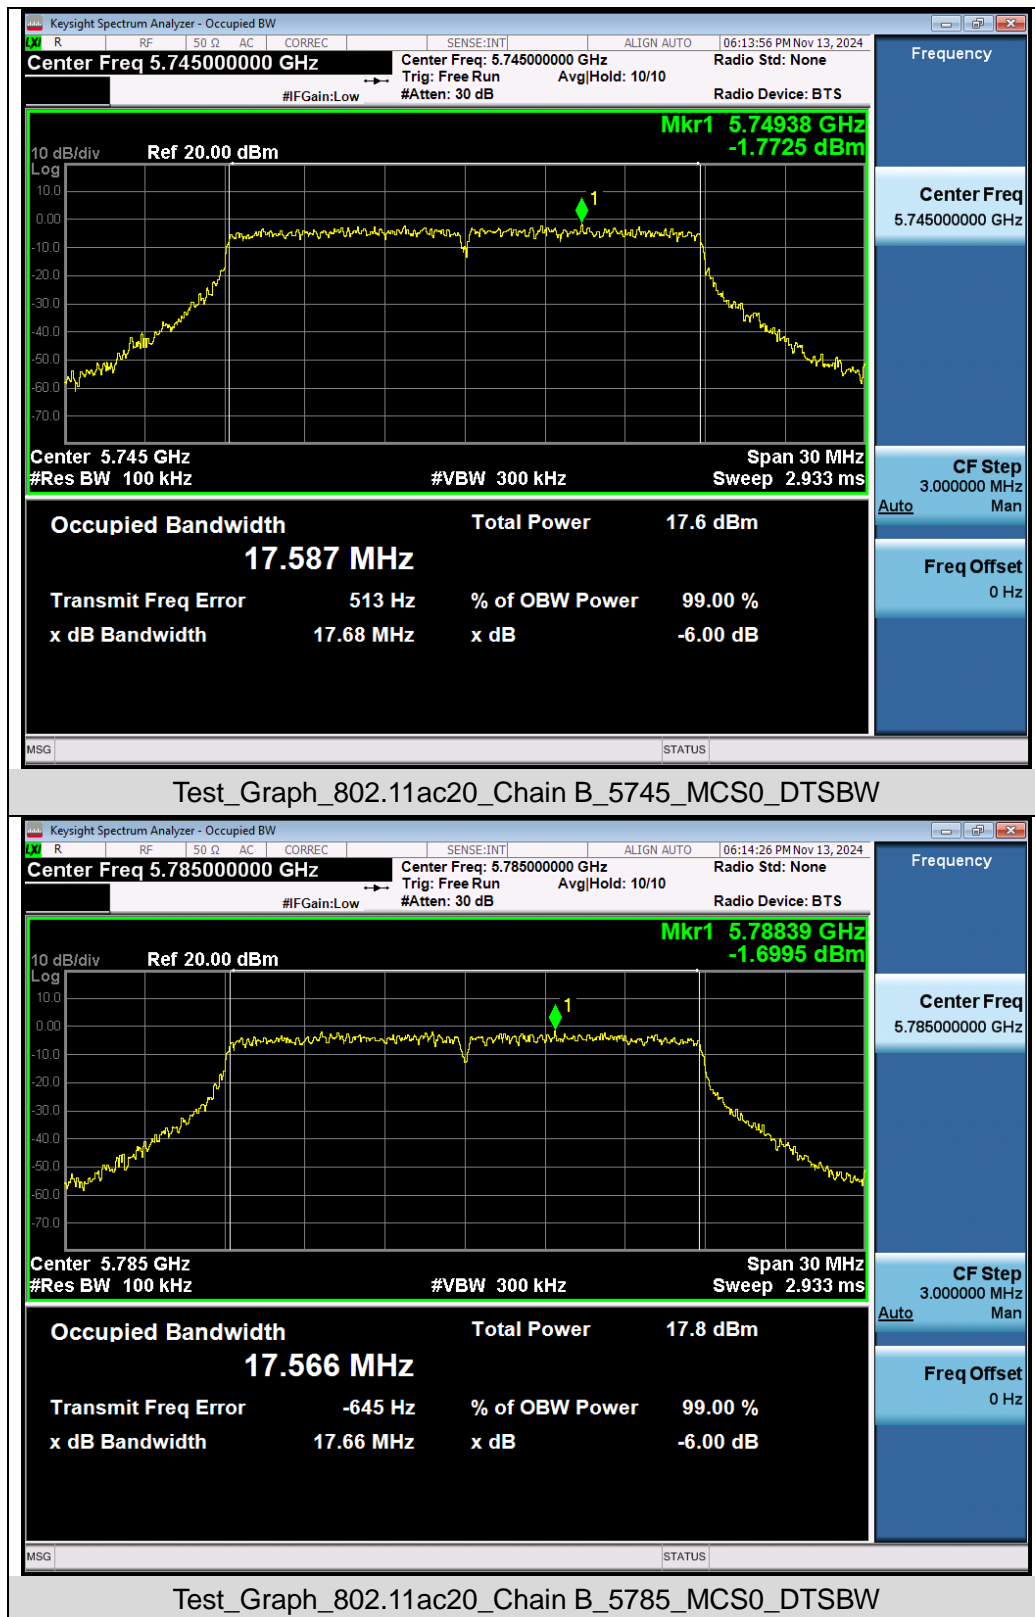 Keysight Spectrum Analyzer - Occupied BW
LXI R RF 50 Ω AC CORREC SENSE:INT ALIGN AUTO 06:13:56 PM Nov 13, 2024
Center Freq 5.745000000 GHz
Center Freq: 5.745000000 GHz Radio Std: None
Trig: Free Run Avg|Hold: 10/10
#IFGain:Low #Atten: 30 dB Radio Device: BTS
Mkr1 5.74938 GHz
-1.7725 dBm
10 dB/div Ref 20.00 dBm
Log
10.0
0.00
-10.0
-20.0
-30.0
-40.0
-50.0
-60.0
-70.0
1
Center 5.745 GHz Span 30 MHz
#Res BW 100 kHz #VBW 300 kHz Sweep 2.933 ms
Occupied Bandwidth Total Power 17.6 dBm
17.587 MHz
Transmit Freq Error 513 Hz % of OBW Power 99.00 %
x dB Bandwidth 17.68 MHz x dB -6.00 dB
MSG STATUS
Frequency
Center Freq
5.745000000 GHz
CF Step
3.000000 MHz
Auto Man
Freq Offset
0 Hz
Test_Graph_802.11ac20_Chain B_5745_MCS0_DTSBW
Keysight Spectrum Analyzer - Occupied BW
LXI R RF 50 Ω AC CORREC SENSE:INT ALIGN AUTO 06:14:26 PM Nov 13, 2024
Center Freq 5.785000000 GHz
Center Freq: 5.785000000 GHz Radio Std: None
Trig: Free Run Avg|Hold: 10/10
#IFGain:Low #Atten: 30 dB Radio Device: BTS
Mkr1 5.78839 GHz
-1.6995 dBm
10 dB/div Ref 20.00 dBm
Log
10.0
0.00
-10.0
-20.0
-30.0
-40.0
-50.0
-60.0
-70.0
1
Center 5.785 GHz Span 30 MHz
#Res BW 100 kHz #VBW 300 kHz Sweep 2.933 ms
Occupied Bandwidth Total Power 17.8 dBm
17.566 MHz
Transmit Freq Error -645 Hz % of OBW Power 99.00 %
x dB Bandwidth 17.66 MHz x dB -6.00 dB
MSG STATUS
Frequency
Center Freq
5.785000000 GHz
CF Step
3.000000 MHz
Auto Man
Freq Offset
0 Hz
Test_Graph_802.11ac20_Chain B_5785_MCS0_DTSBW